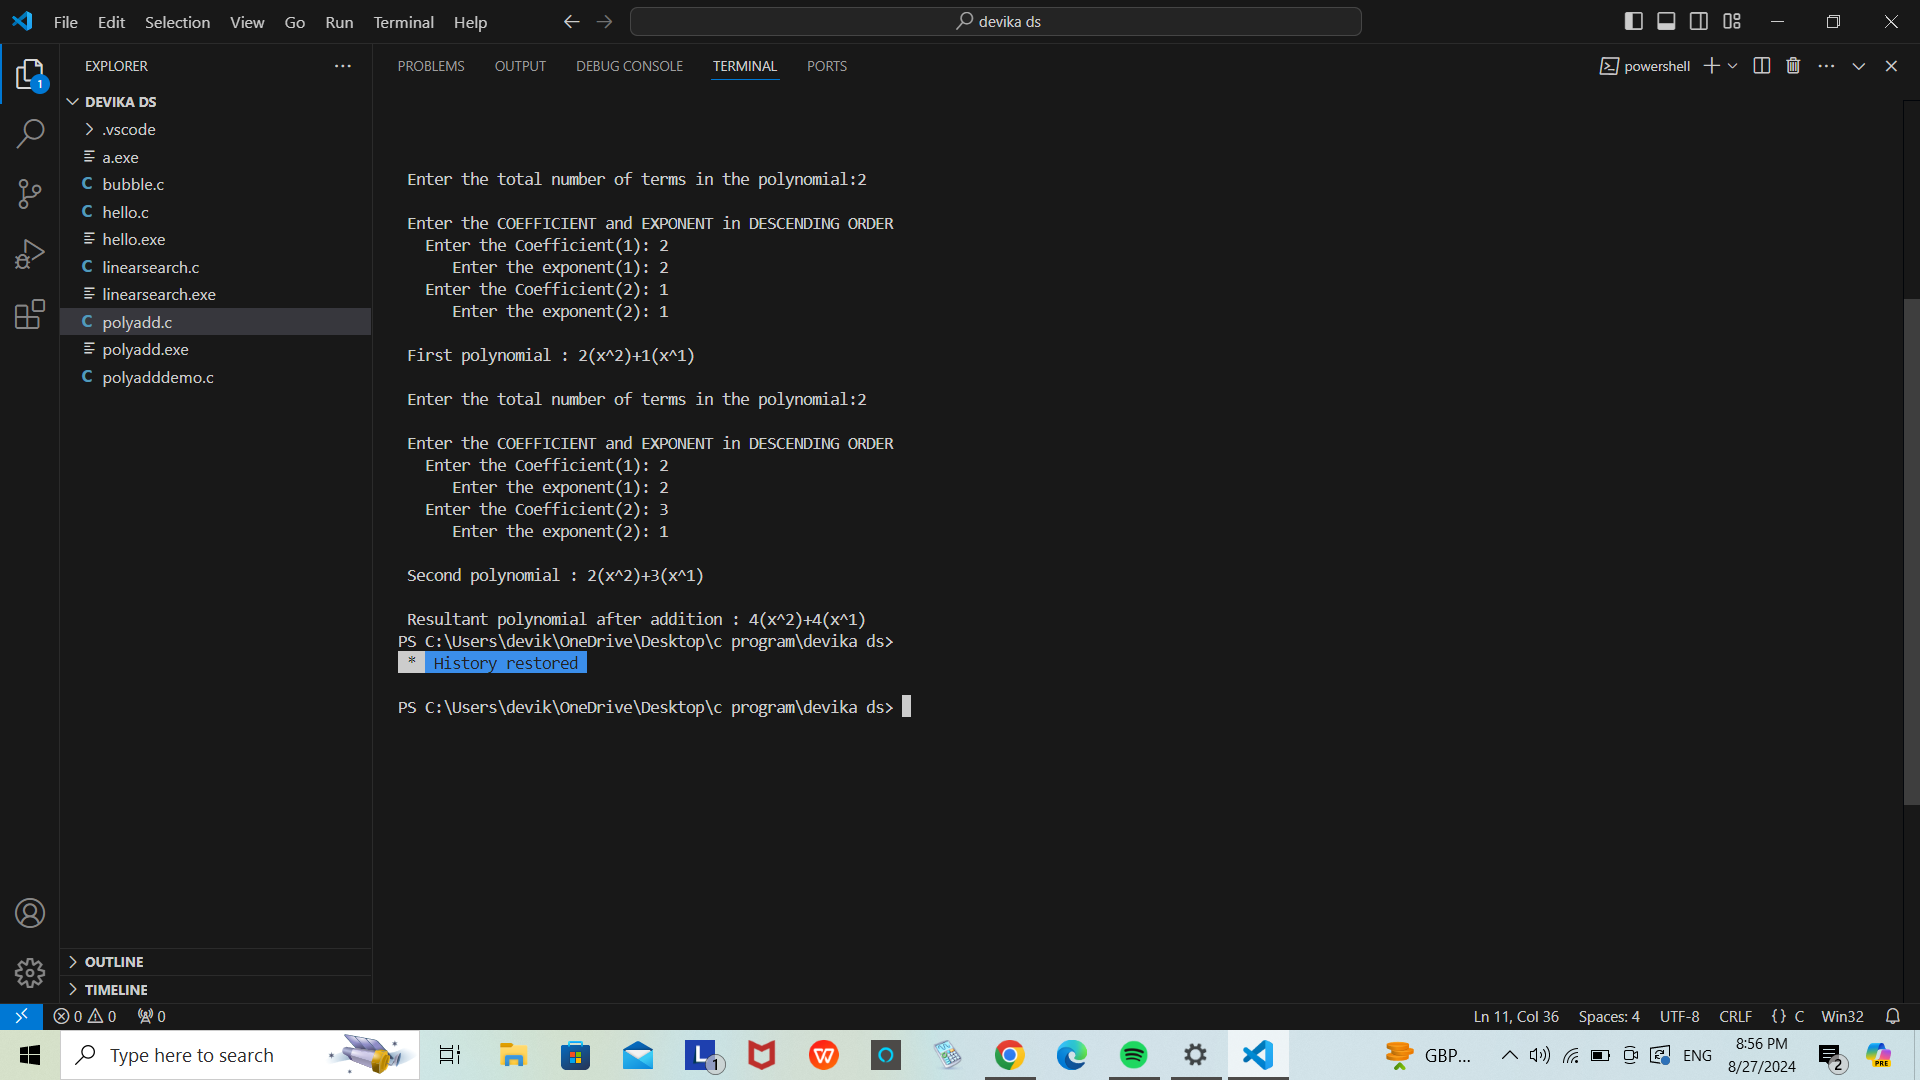 File Edit Selection View Go Run Terminal Help
devika ds
EXPLORER
PROBLEMS OUTPUT DEBUG CONSOLE TERMINAL PORTS
powershell
1
DEVIKA DS
.vscode
a.exe
C bubble.c
C hello.c
hello.exe
C linearsearch.c
linearsearch.exe
C polyadd.c
polyadd.exe
C polyadddemo.c
Enter the total number of terms in the polynomial:2
Enter the COEFFICIENT and EXPONENT in DESCENDING ORDER
Enter the Coefficient(1): 2
Enter the exponent(1): 2
Enter the Coefficient(2): 1
Enter the exponent(2): 1
First polynomial : 2(x^2)+1(x^1)
Enter the total number of terms in the polynomial:2
Enter the COEFFICIENT and EXPONENT in DESCENDING ORDER
Enter the Coefficient(1): 2
Enter the exponent(1): 2
Enter the Coefficient(2): 3
Enter the exponent(2): 1
Second polynomial : 2(x^2)+3(x^1)
Resultant polynomial after addition : 4(x^2)+4(x^1)
PS C:\Users\devik\OneDrive\Desktop\c program\devika ds>
* History restored
PS C:\Users\devik\OneDrive\Desktop\c program\devika ds>
OUTLINE
TIMELINE
0 0 0
Ln 11, Col 36 Spaces: 4 UTF-8 CRLF {} C Win32
Type here to search
L 1
W
GBP...
ENG
8:56 PM
8/27/2024
2
PRE